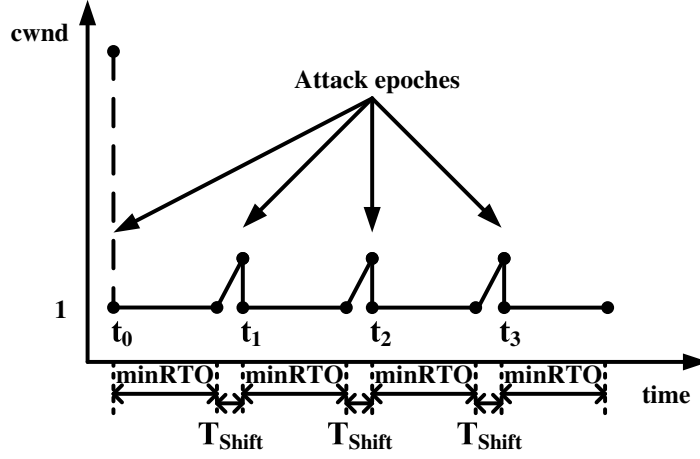 cwnd
Attack epoches
1
t0 t1 t2 t3
minRTO minRTO minRTO minRTO
time
TShift TShift TShift